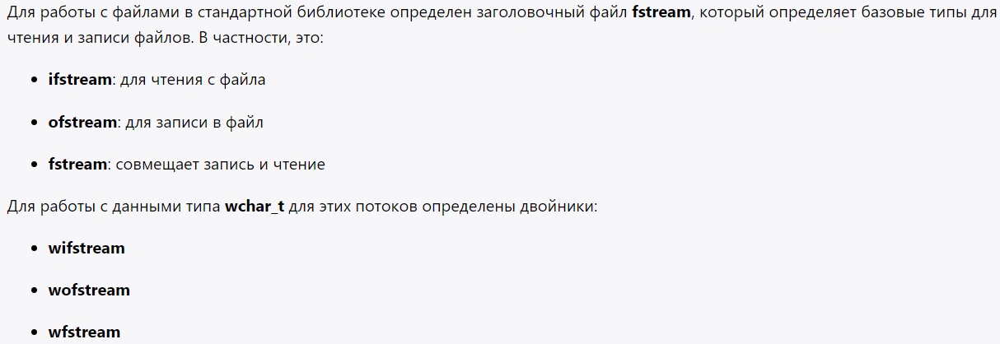 Для работы с файлами в стандартной библиотеке определен заголовочный файл fstream, который определяет базовые типы для
чтения и записи файлов. В частности, это:
• ifstream: для чтения с файла
• ofstream: для записи в файл
• fstream: совмещает запись и чтение
Для работы с данными типа wchar_t для этих потоков определены двойники:
• wifstream
• wofstream
• wfstream